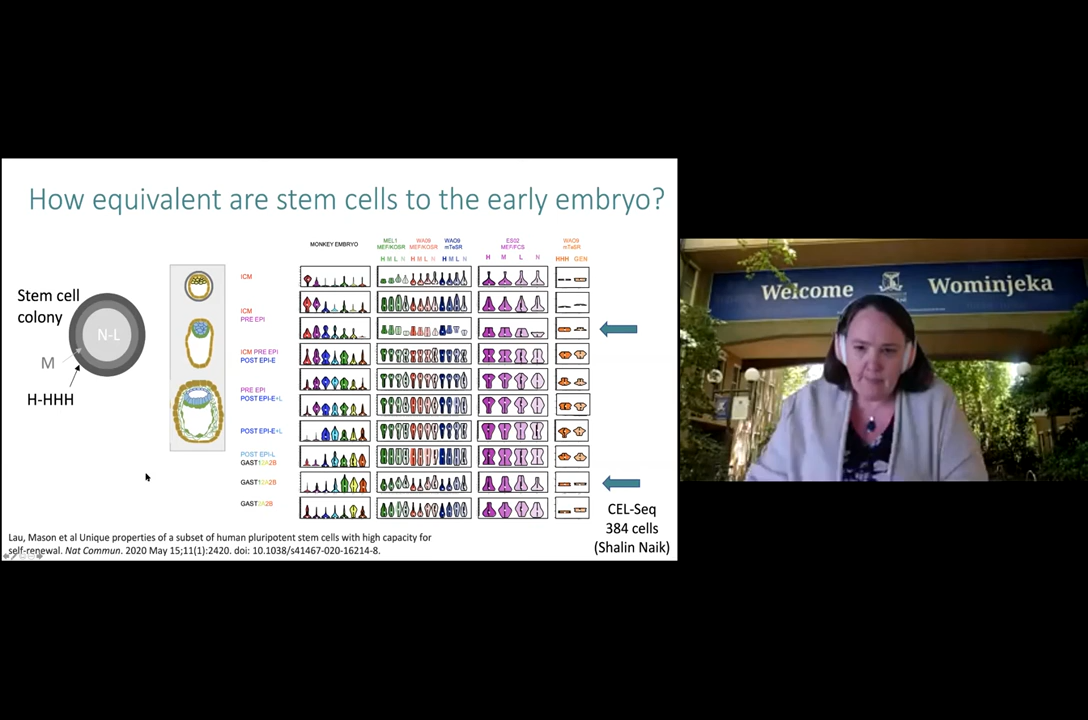 How equivalent are stem cells to the early embryo?
Stem cell
colony
N-L
M
H-HHH
MONKEY EMBRYO
MEL1
MEF/KOSR
WA09
MEF/KOSR
WA09
mTeSR
ES02
MEF/FCS
WA09
mTeSR
H M L N H M L N H M L N
H M L N
HHH GEN
ICM
ICM
PRE EPI
ICM PRE EPI
POST EPI-E
PRE EPI
POST EPI-E+L
POST EPI-E+L
POST EPI-L
GAST12A2B
GAST12A2B
GAST2A2B
CEL-Seq
384 cells
(Shalin Naik)
Lau, Mason et al Unique properties of a subset of human pluripotent stem cells with high capacity for
self-renewal. Nat Commun. 2020 May 15;11(1):2420. doi: 10.1038/s41467-020-16214-8.
Welcome
Wominjeka